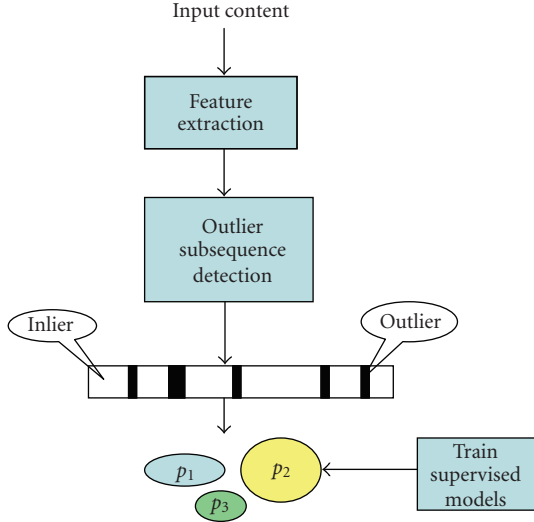 Input content
Feature
extraction
Outlier
subsequence
detection
Inlier
Outlier
p1
p2
p3
Train
supervised
models